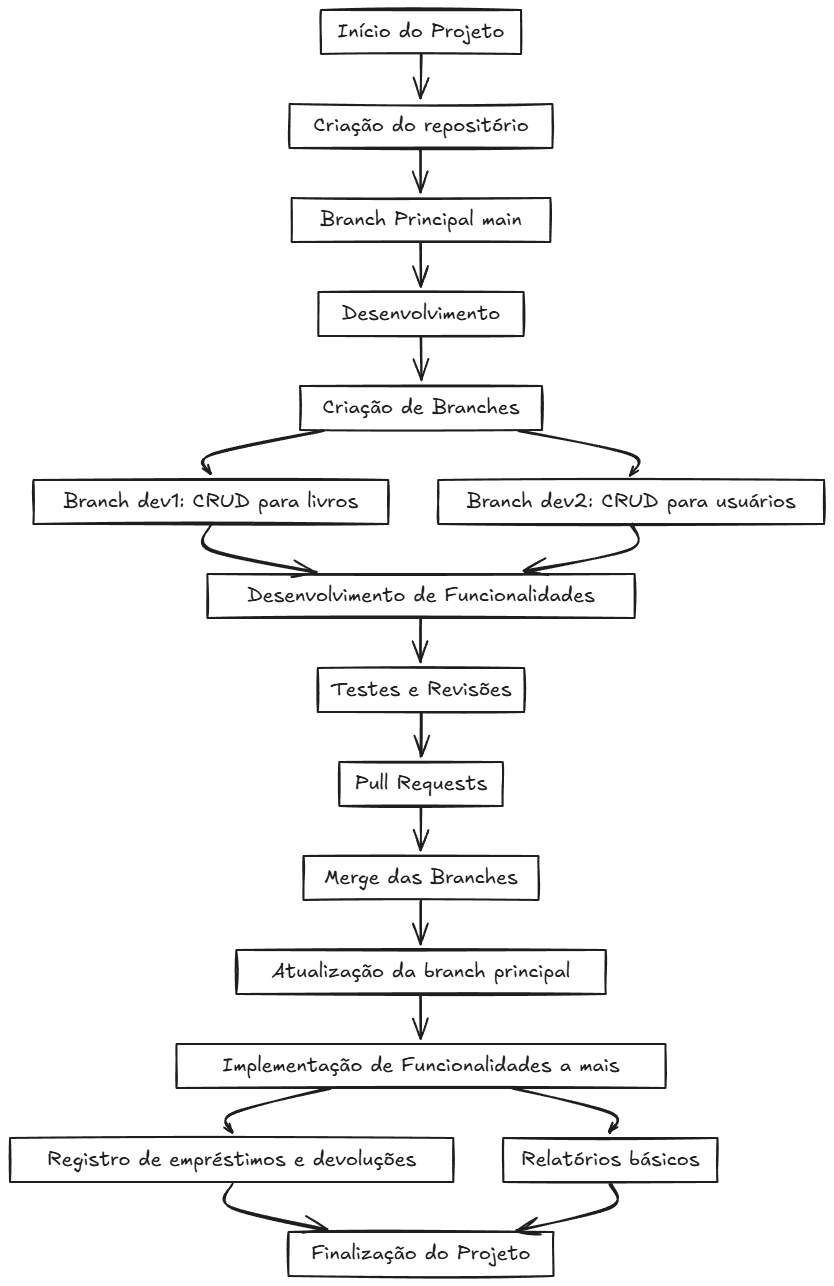 Início do Projeto
Criação do repositório
Branch Principal main
Desenvolvimento
Criação de Branches
Branch dev1: CRUD para livros
Branch dev2: CRUD para usuários
Desenvolvimento de Funcionalidades
Testes e Revisões
Pull Requests
Merge das Branches
Atualização da branch principal
Implementação de Funcionalidades a mais
Registro de empréstimos e devoluções
Relatórios básicos
Finalização do Projeto